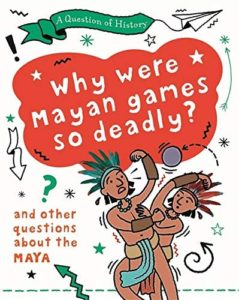 A Question of History
Why were
Mayan games
so deadly?
and other
questions
about the
MAYA